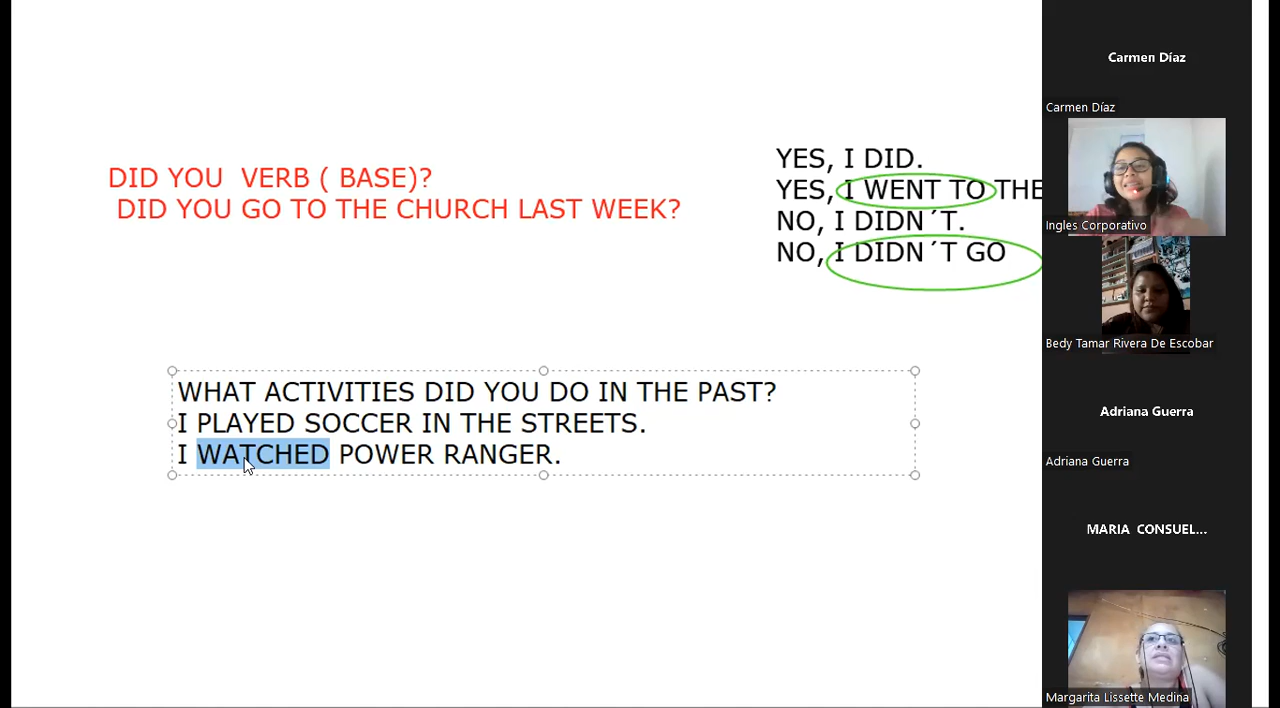 DID YOU VERB ( BASE)?
DID YOU GO TO THE CHURCH LAST WEEK?
YES, I DID.
YES, I WENT TO THE
NO, I DIDN´T.
NO, I DIDN´T GO
WHAT ACTIVITIES DID YOU DO IN THE PAST?
I PLAYED SOCCER IN THE STREETS.
I WATCHED POWER RANGER.
Carmen Díaz
Carmen Díaz
Ingles Corporativo
Bedy Tamar Rivera De Escobar
Adriana Guerra
Adriana Guerra
MARIA CONSUEL...
Margarita Lissette Medina